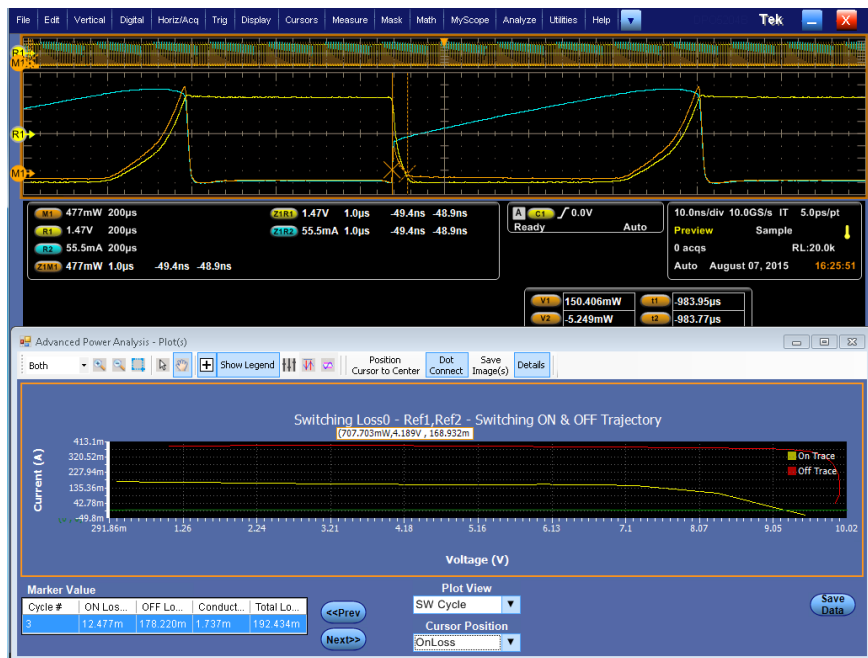 File Edit Vertical Digital Horiz/Acq Trig Display Cursors Measure Mask Math MyScope Analyze Utilities Help Tek X
R1
M1
R1
M1
M1 477mW 200µs
R1 1.47V 200µs
R2 55.5mA 200µs
Z1M1 477mW 1.0µs -49.4ns -48.9ns
Z1R1 1.47V 1.0µs -49.4ns -48.9ns
Z1R2 55.5mA 1.0µs -49.4ns -48.9ns
A C1 0.0V
Ready Auto
10.0ns/div 10.0GS/s IT 5.0ps/pt
Preview Sample
0 acqs RL:20.0k
Auto August 07, 2015 16:25:51
V1 150.406mW t1 -983.95µs
V2 -5.249mW t2 -983.77µs
Advanced Power Analysis - Plot(s)
Both Show Legend Position Cursor to Center Dot Connect Save Image(s) Details
Switching Loss0 - Ref1,Ref2 - Switching ON & OFF Trajectory
(707.703mW,4.189V , 168.932m
Current (A)
413.1m
320.52m
227.94m
135.36m
42.78m
-49.8m
On Trace
Off Trace
291.86m 1.26 2.24 3.21 4.18 5.16 6.13 7.1 8.07 9.05 10.02
Voltage (V)
Marker Value
Cycle # ON Los... OFF Lo... Conduct... Total Lo...
3 12.477m 178.220m 1.737m 192.434m
<<Prev
Next>>
Plot View
SW Cycle
Cursor Position
OnLoss
Save Data